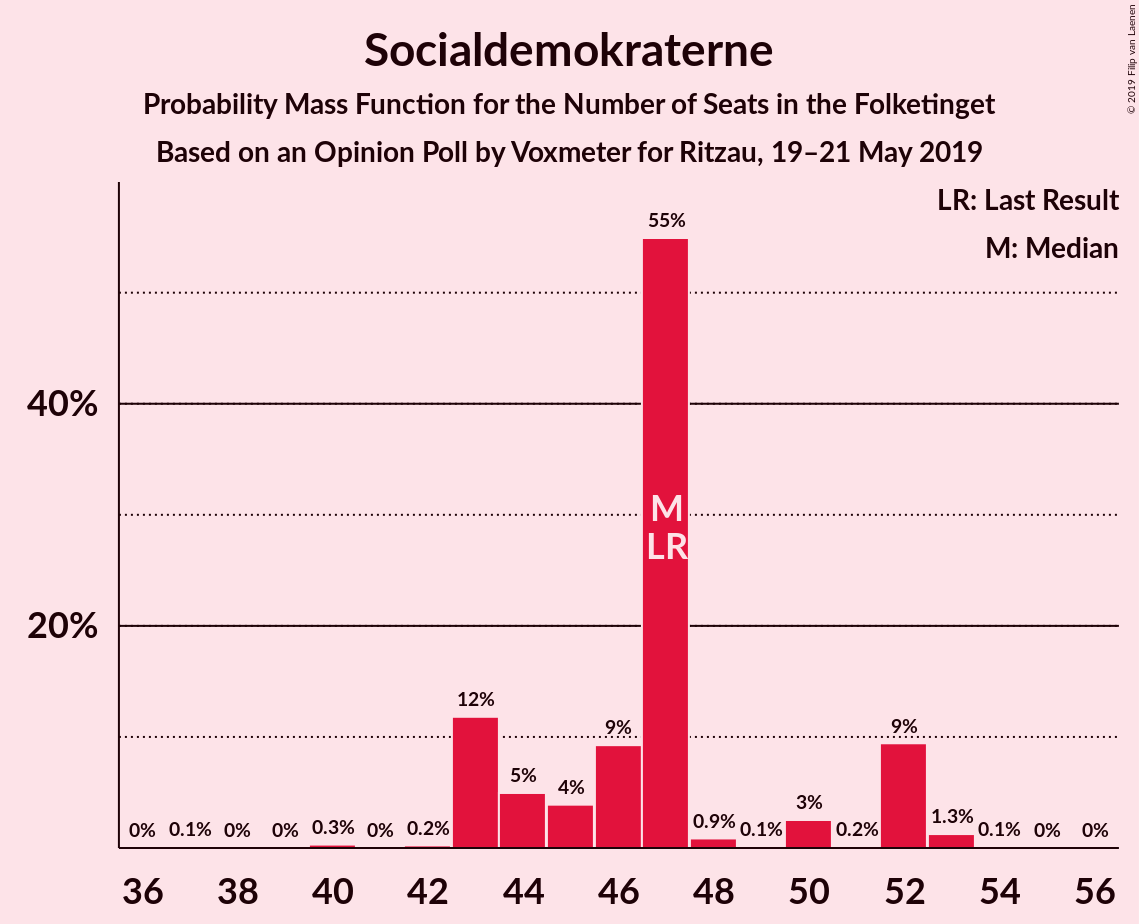 Socialdemokraterne
Probability Mass Function for the Number of Seats in the Folketinget
Based on an Opinion Poll by Voxmeter for Ritzau, 19–21 May 2019
© 2019 Filip van Laenen
LR: Last Result
M: Median
55%
40%
M
LR
20%
12%
9%
9%
5%
4%
3%
0% 0.1% 0% 0% 0.3% 0% 0.2% 0.9% 0.1% 0.2% 1.3% 0.1% 0% 0%
36 38 40 42 44 46 48 50 52 54 56